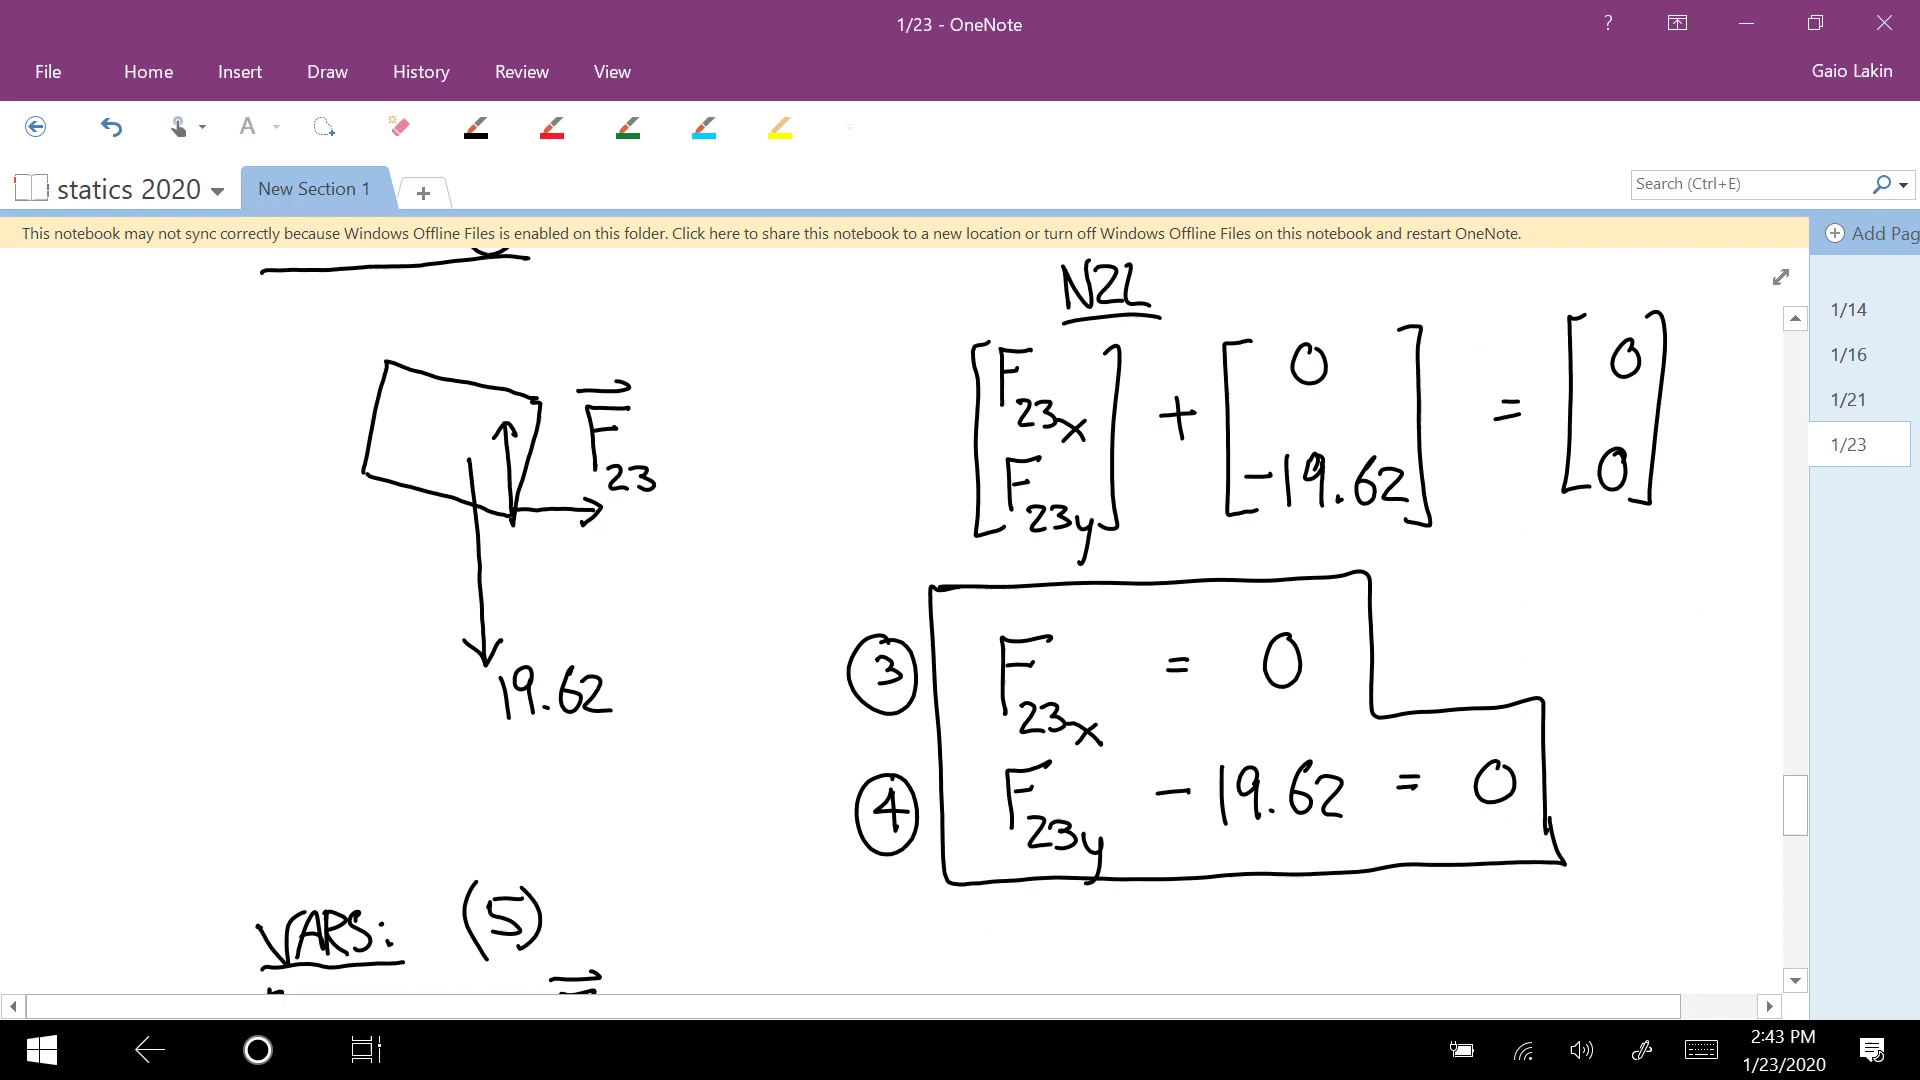 1/23 - OneNote
?
File Home Insert Draw History Review View
Gaio Lakin
A
statics 2020
New Section 1
+
Search (Ctrl+E)
This notebook may not sync correctly because Windows Offline Files is enabled on this folder. Click here to share this notebook to a new location or turn off Windows Offline Files on this notebook and restart OneNote.
Add Pag
1/14
1/16
1/21
1/23
N2L
[F23x F23y] + [0 -19.62] = [0 0]
F23
19.62
③ F23x = 0
④ F23y - 19.62 = 0
VARS: (5)
2:43 PM
1/23/2020